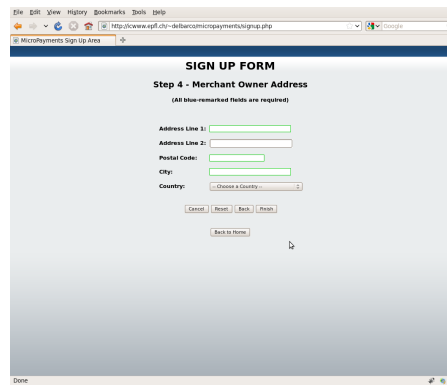 File Edit View History Bookmarks Tools Help
http://icwww.epfl.ch/~delbarco/micropayments/signup.php
Google
MicroPayments Sign Up Area
SIGN UP FORM
Step 4 - Merchant Owner Address
(All blue-remarked fields are required)
Address Line 1:
Address Line 2:
Postal Code:
City:
Country: -- Choose a Country --
Cancel Reset Back Finish
Back to Home
Done